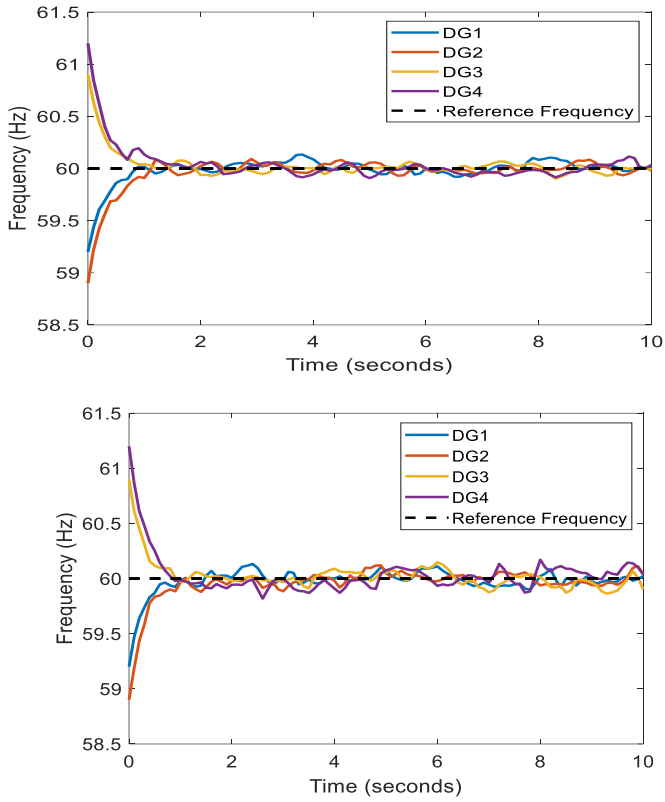 61.5
61
60.5
60
59.5
59
58.5
Frequency (Hz)
DG1
DG2
DG3
DG4
Reference Frequency
0
2
4
6
8
10
Time (seconds)
61.5
61
60.5
60
59.5
59
58.5
Frequency (Hz)
DG1
DG2
DG3
DG4
Reference Frequency
0
2
4
6
8
10
Time (seconds)